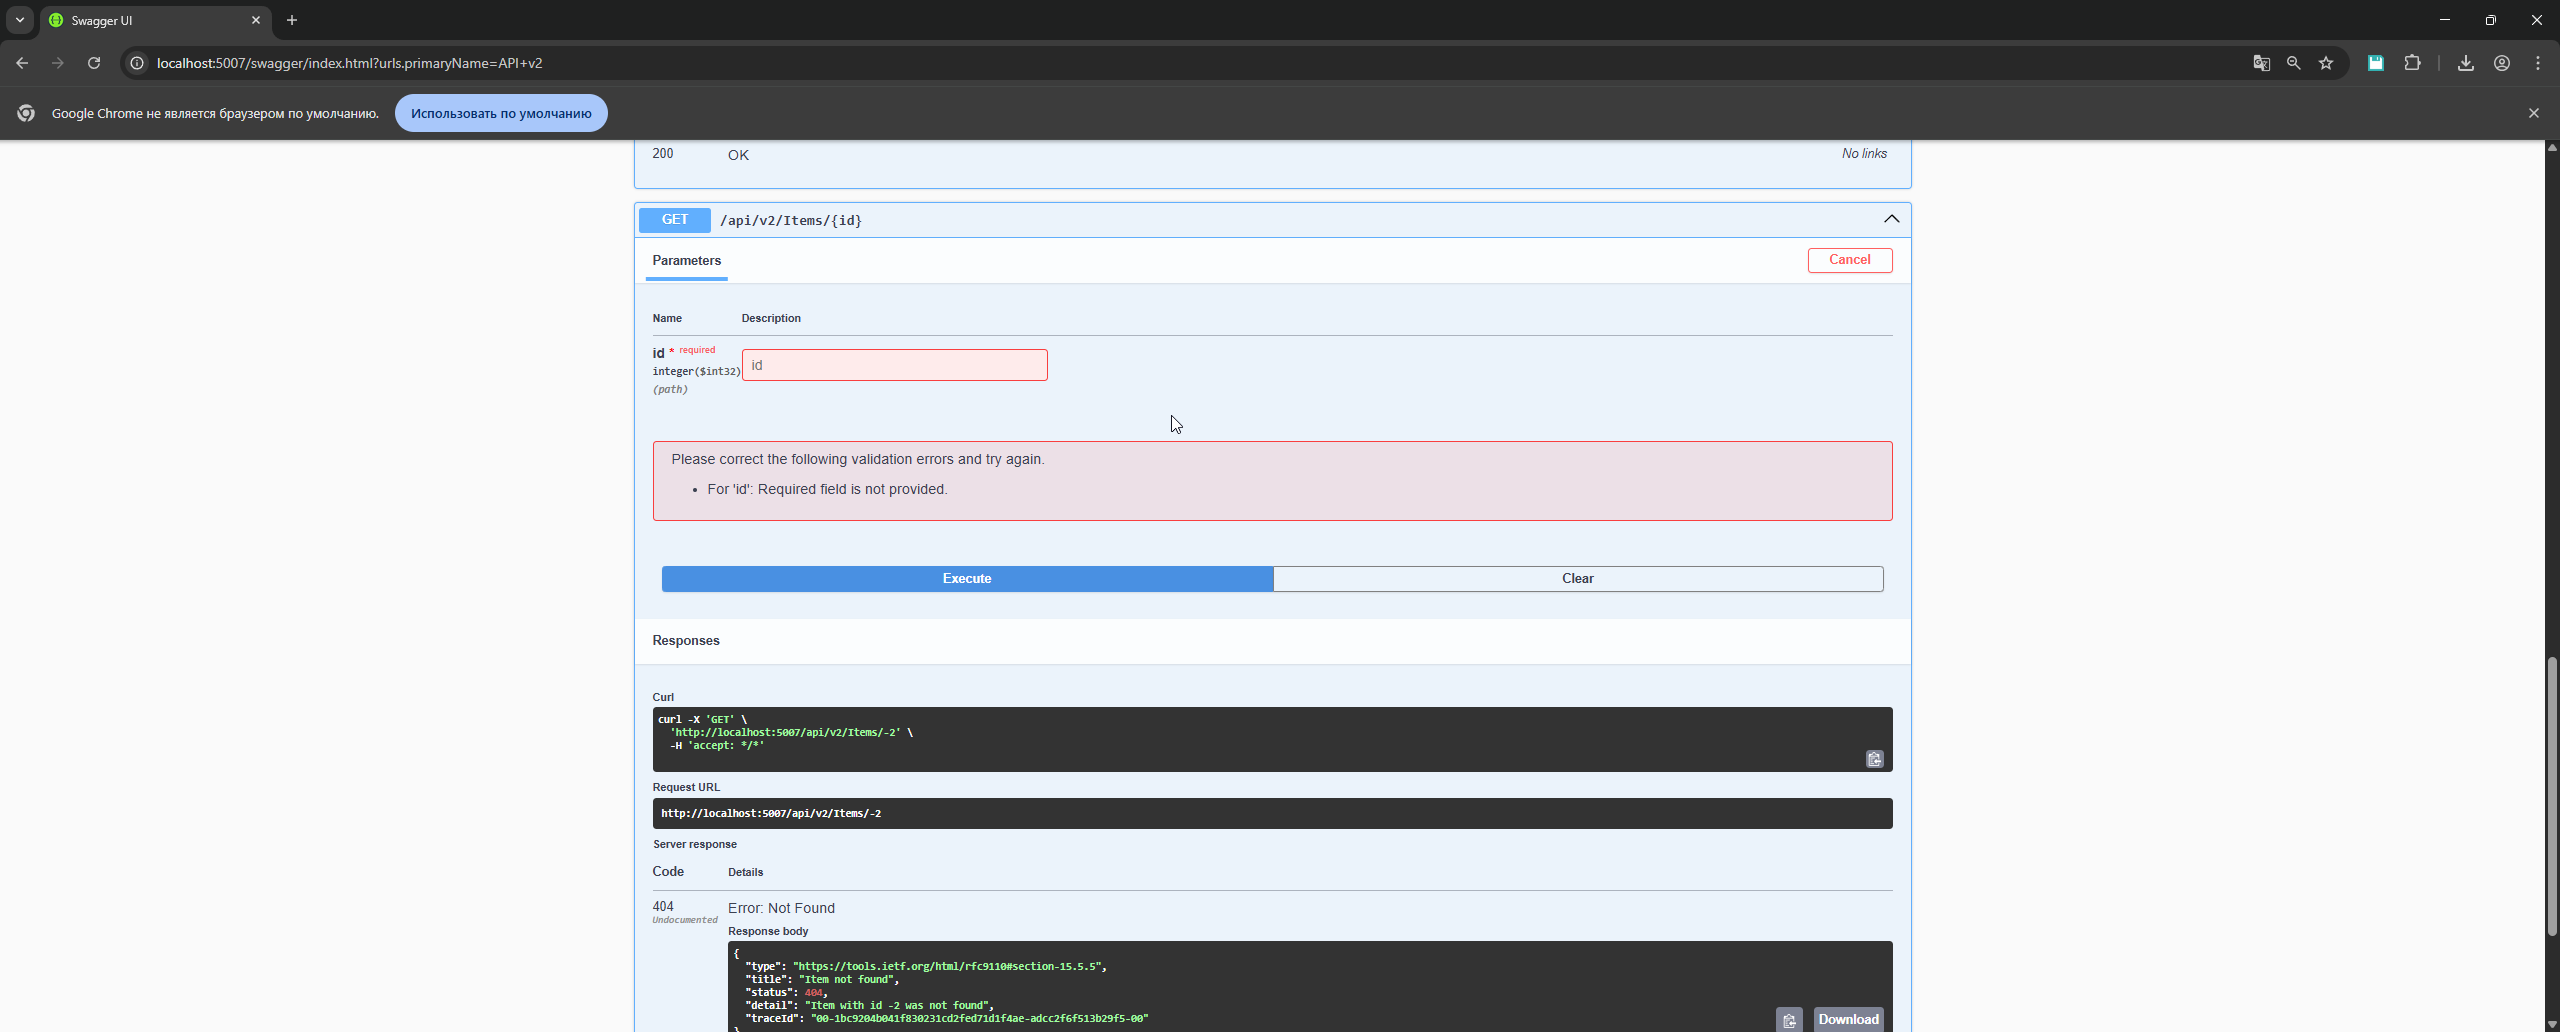 Swagger UI
localhost:5007/swagger/index.html?urls.primaryName=API+v2
Google Chrome не является браузером по умолчанию. Использовать по умолчанию
200 OK No links
GET /api/v2/Items/{id}
Parameters Cancel
Name Description
id * required
integer($int32)
(path)
id
Please correct the following validation errors and try again.
• For 'id': Required field is not provided.
Execute Clear
Responses
Curl
curl -X 'GET' \
'http://localhost:5007/api/v2/Items/-2' \
-H 'accept: */*'
Request URL
http://localhost:5007/api/v2/Items/-2
Server response
Code Details
404 Error: Not Found
Undocumented
Response body
{
"type": "https://tools.ietf.org/html/rfc9110#section-15.5.5",
"title": "Item not found",
"status": 404,
"detail": "Item with id -2 was not found",
"traceId": "00-1bc9204b041f830231cd2fed71d1f4ae-adcc2f6f513b29f5-00"
}
Download